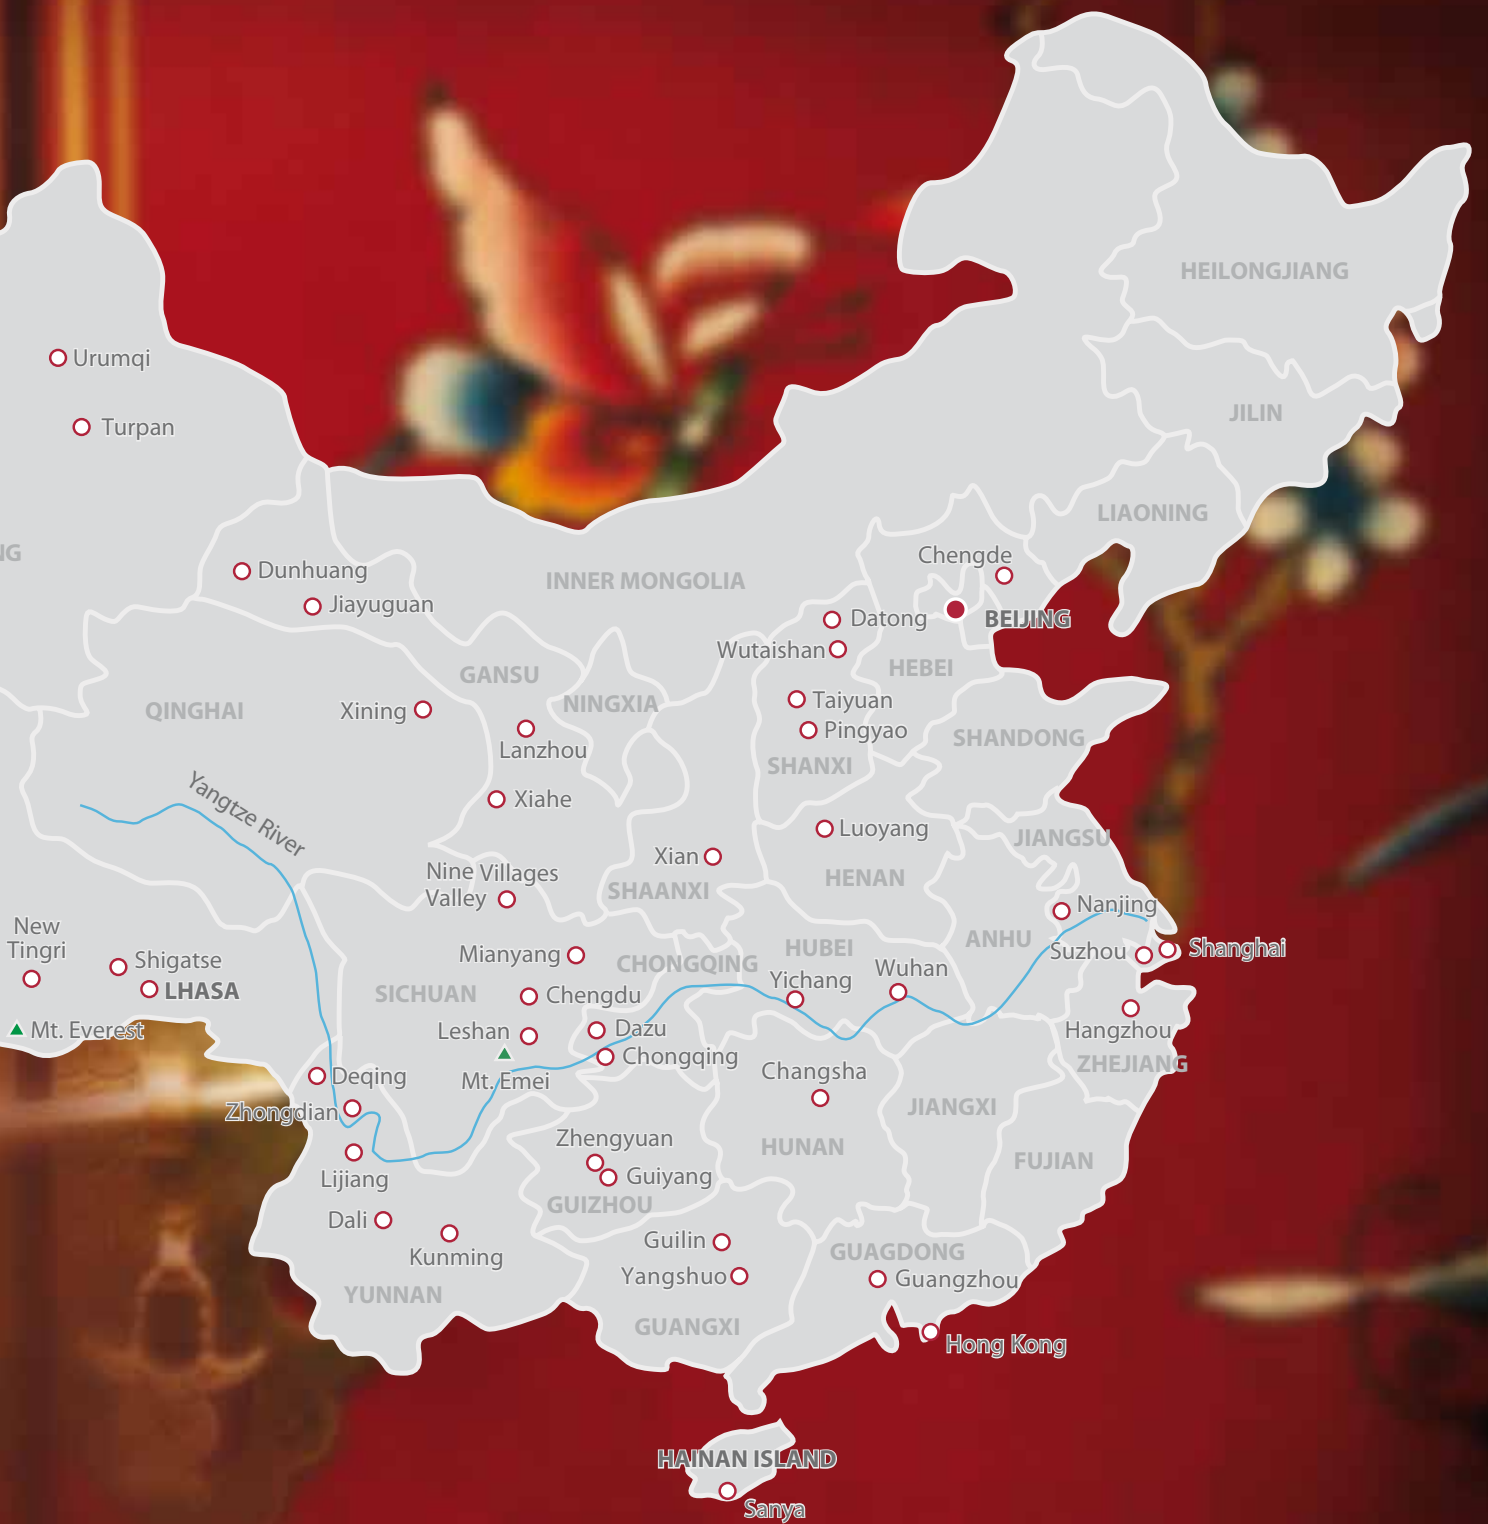 HEILONGJIANG
Urumqi
JILIN
Turpan
LIAONING
NG
Chengde
Dunhuang
INNER MONGOLIA
Jiayuguan
Datong
BEIJING
Wutaishan
HEBEI
GANSU
Taiyuan
NINGXIA
QINGHAI
Xining
Pingyao
SHANDONG
Lanzhou
SHANXI
Xiahe
Yangtze River
Luoyang
JIANGSU
Xian
Nine Villages
Valley
SHAANXI
HENAN
Nanjing
New
Tingri
ANHU
HUBEI
Suzhou
Shanghai
Mianyang
Shigatse
CHONGQING
Wuhan
Yichang
LHASA
SICHUAN
Chengdu
Mt. Everest
Leshan
Dazu
Hangzhou
Chongqing
ZHEJIANG
Changsha
Deqing
Mt. Emei
JIANGXI
Zhongdian
Zhengyuan
HUNAN
FUJIAN
Lijiang
Guiyang
GUIZHOU
Dali
Guilin
GUAGDONG
Kunming
Yangshuo
Guangzhou
YUNNAN
GUANGXI
Hong Kong
HAINAN ISLAND
Sanya